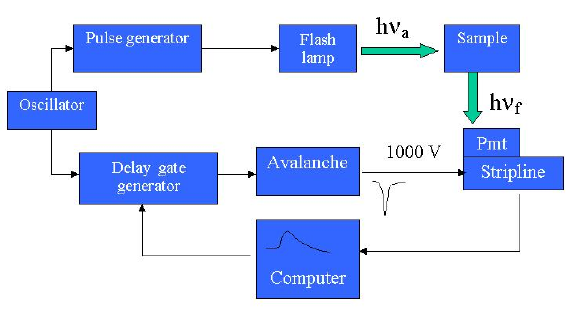 Pulse generator
Flash
lamp
hνa
Sample
Oscillator
hνf
Pmt
Stripline
Delay gate
generator
Avalanche
1000 V
Computer